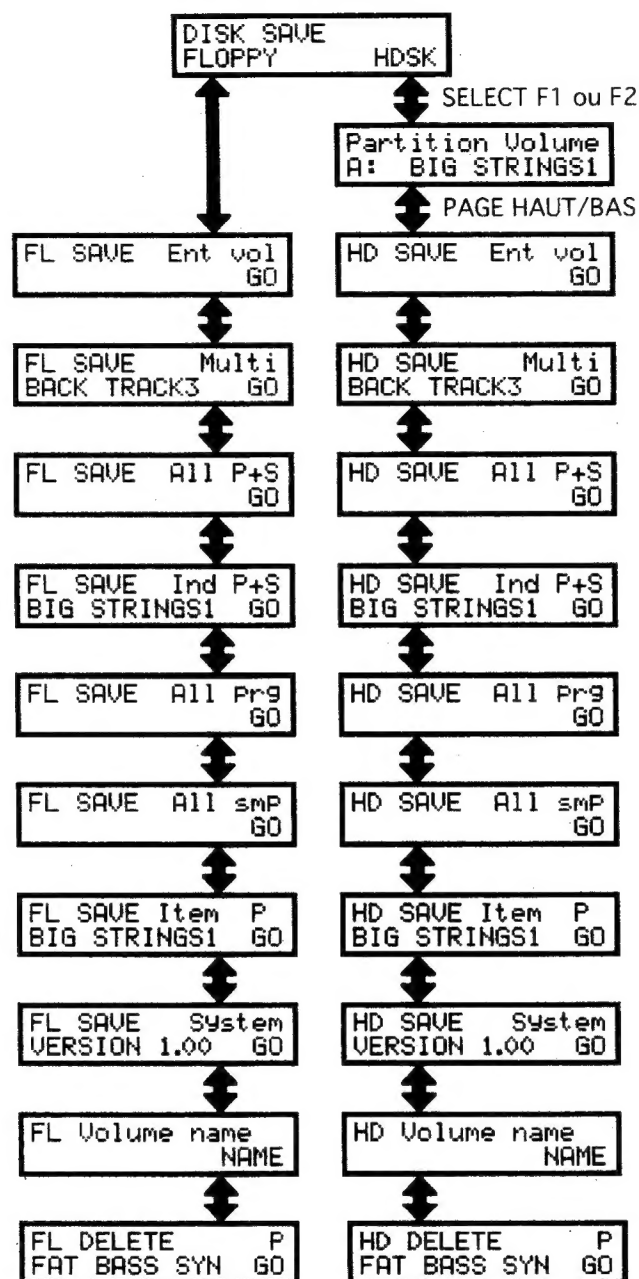 DISK SAVE
FLOPPY HDSK
SELECT F1 ou F2
Partition Volume
A: BIG STRINGS1
PAGE HAUT/BAS
FL SAVE Ent vol
GO
HD SAVE Ent vol
GO
FL SAVE Multi
BACK TRACK3 GO
HD SAVE Multi
BACK TRACK3 GO
FL SAVE All P+S
GO
HD SAVE All P+S
GO
FL SAVE Ind P+S
BIG STRINGS1 GO
HD SAVE Ind P+S
BIG STRINGS1 GO
FL SAVE All prg
GO
HD SAVE All prg
GO
FL SAVE All smp
GO
HD SAVE All smp
GO
FL SAVE Item P
BIG STRINGS1 GO
HD SAVE Item P
BIG STRINGS1 GO
FL SAVE System
VERSION 1.00 GO
HD SAVE System
VERSION 1.00 GO
FL Volume name
NAME
HD Volume name
NAME
FL DELETE P
FAT BASS SYN GO
HD DELETE P
FAT BASS SYN GO